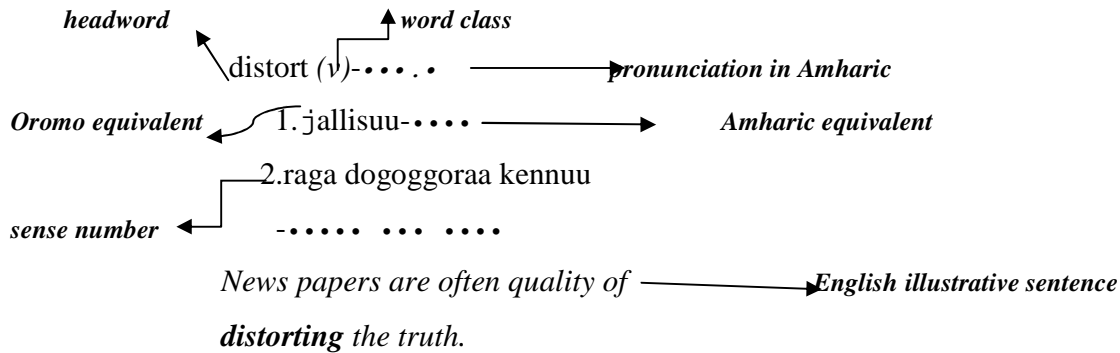 headword word class
distort (v)-•••.• pronunciation in Amharic
Oromo equivalent 1. jallisuu-•••• Amharic equivalent
2.raga dogoggoraa kennuu
sense number -••••• ••• ••••
News papers are often quality of English illustrative sentence
distorting the truth.